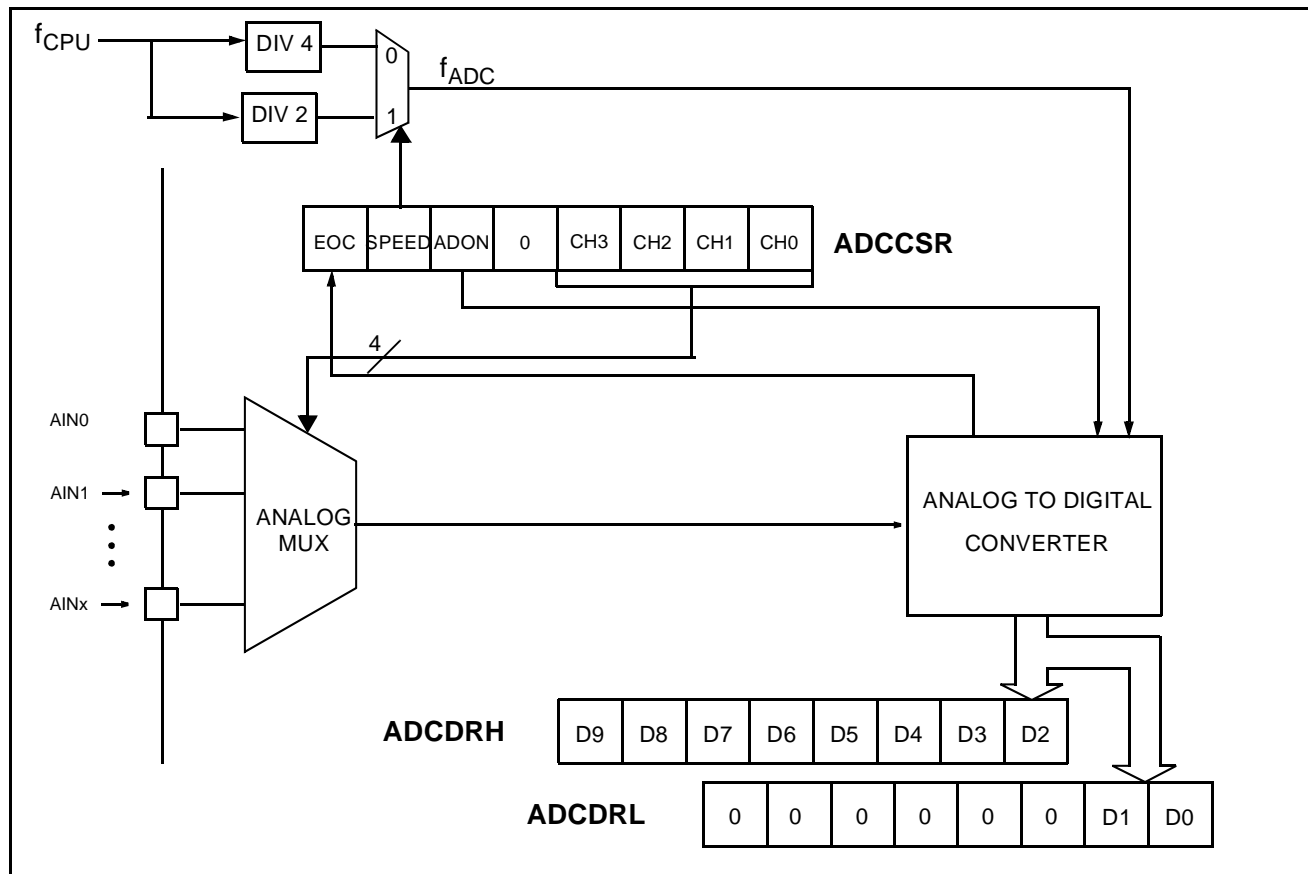 fCPU
DIV 4
0
fADC
DIV 2
1
EOC SPEED ADON 0 CH3 CH2 CH1 CH0
ADCCSR
4
AIN0
AIN1
ANALOG
MUX
AINx
ANALOG TO DIGITAL
CONVERTER
ADCDRH
D9 D8 D7 D6 D5 D4 D3 D2
ADCDRL
0 0 0 0 0 0 D1 D0